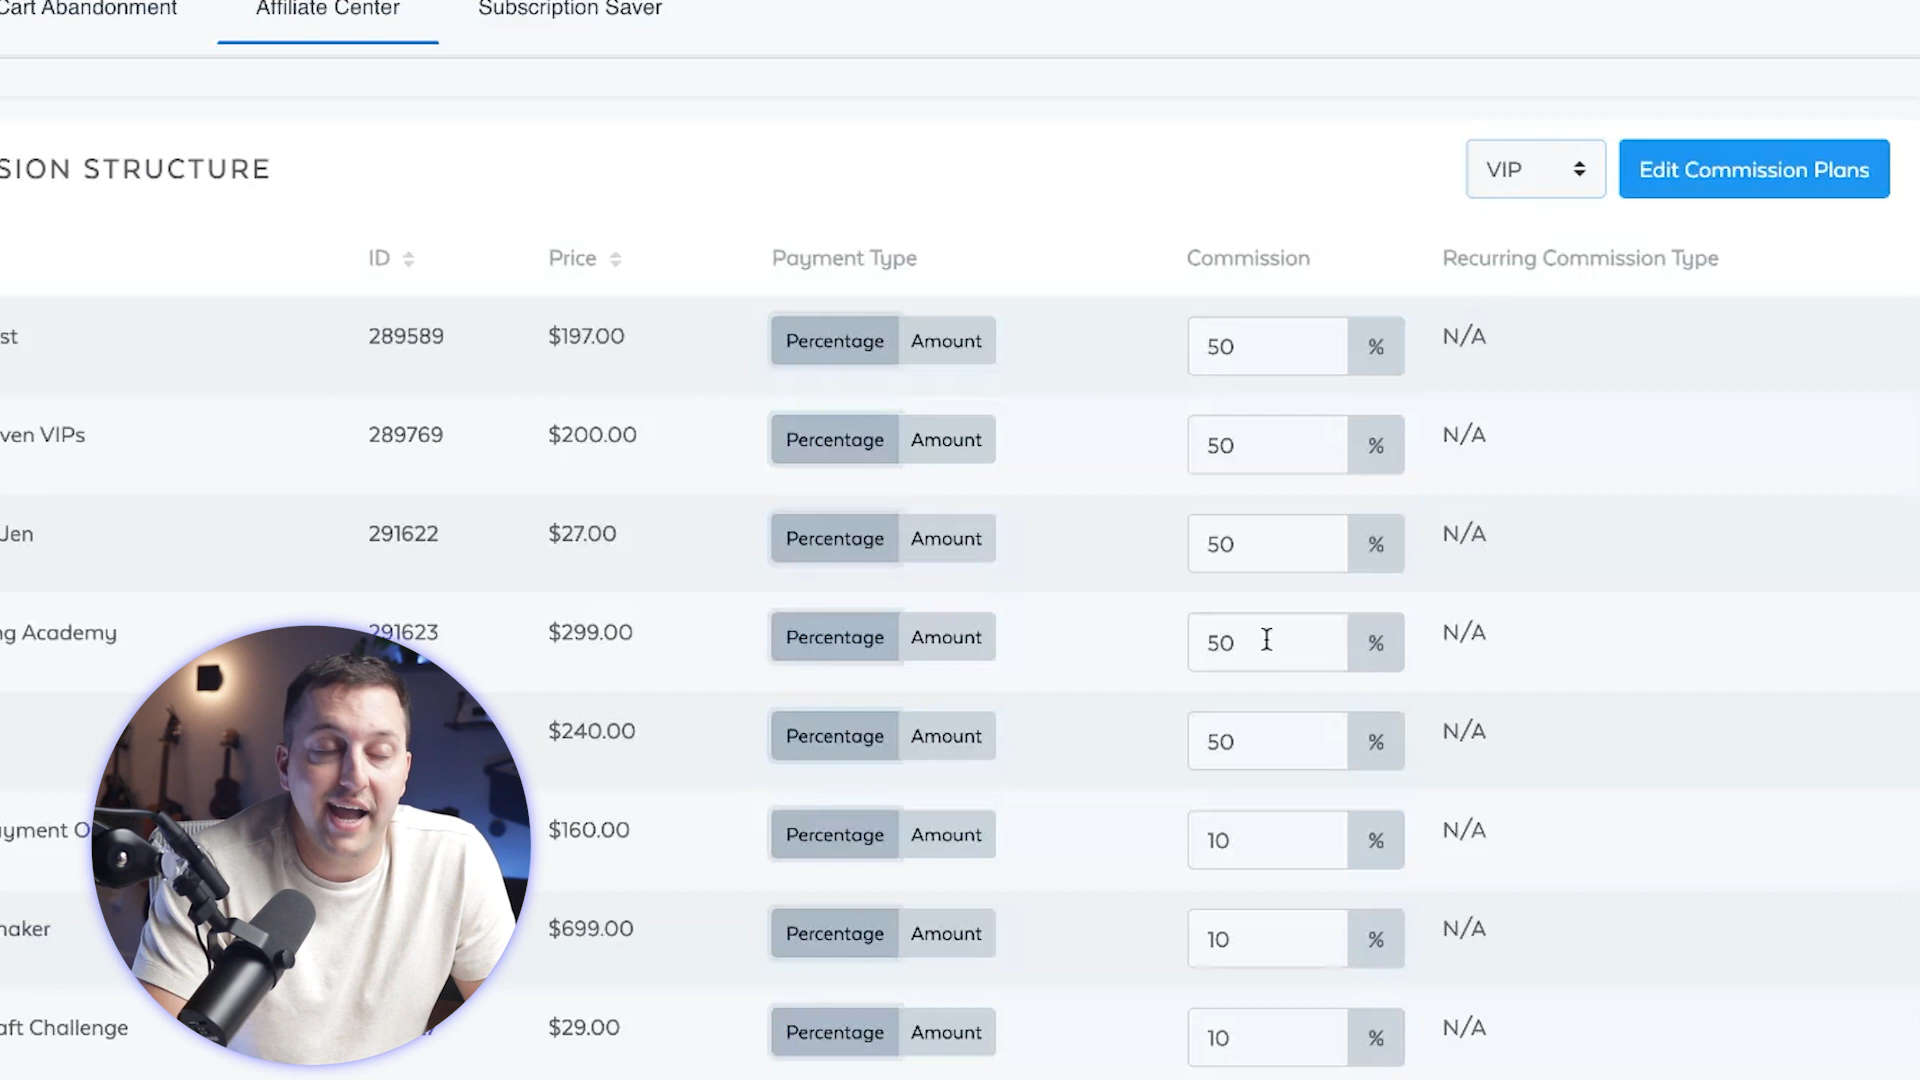 Cart Abandonment Affiliate Center Subscription Saver
SION STRUCTURE VIP Edit Commission Plans
ID Price Payment Type Commission Recurring Commission Type
st 289589 $197.00 Percentage Amount 50 % N/A
ven VIPs 289769 $200.00 Percentage Amount 50 % N/A
Jen 291622 $27.00 Percentage Amount 50 % N/A
ng Academy 291623 $299.00 Percentage Amount 50 % N/A
$240.00 Percentage Amount 50 % N/A
yment O $160.00 Percentage Amount 10 % N/A
naker $699.00 Percentage Amount 10 % N/A
aft Challenge $29.00 Percentage Amount 10 % N/A